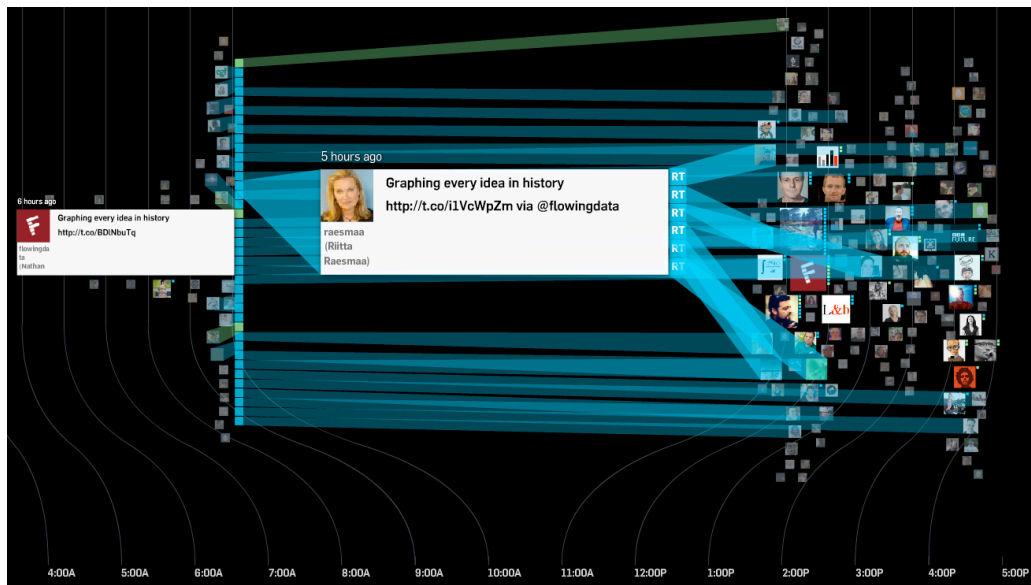 5 hours ago
Graphing every idea in history
http://t.co/i1VcWpZm via @flowingdata
raesmaa
(Riitta
Raesmaa)
RT
RT
RT
RT
RT
RT
6 hours ago
Graphing every idea in history
http://t.co/BDlNbuTq
flowingda
ta
(Nathan
L&b
BBC
FUTURE
K
4:00A 5:00A 6:00A 7:00A 8:00A 9:00A 10:00A 11:00A 12:00P 1:00P 2:00P 3:00P 4:00P 5:00P